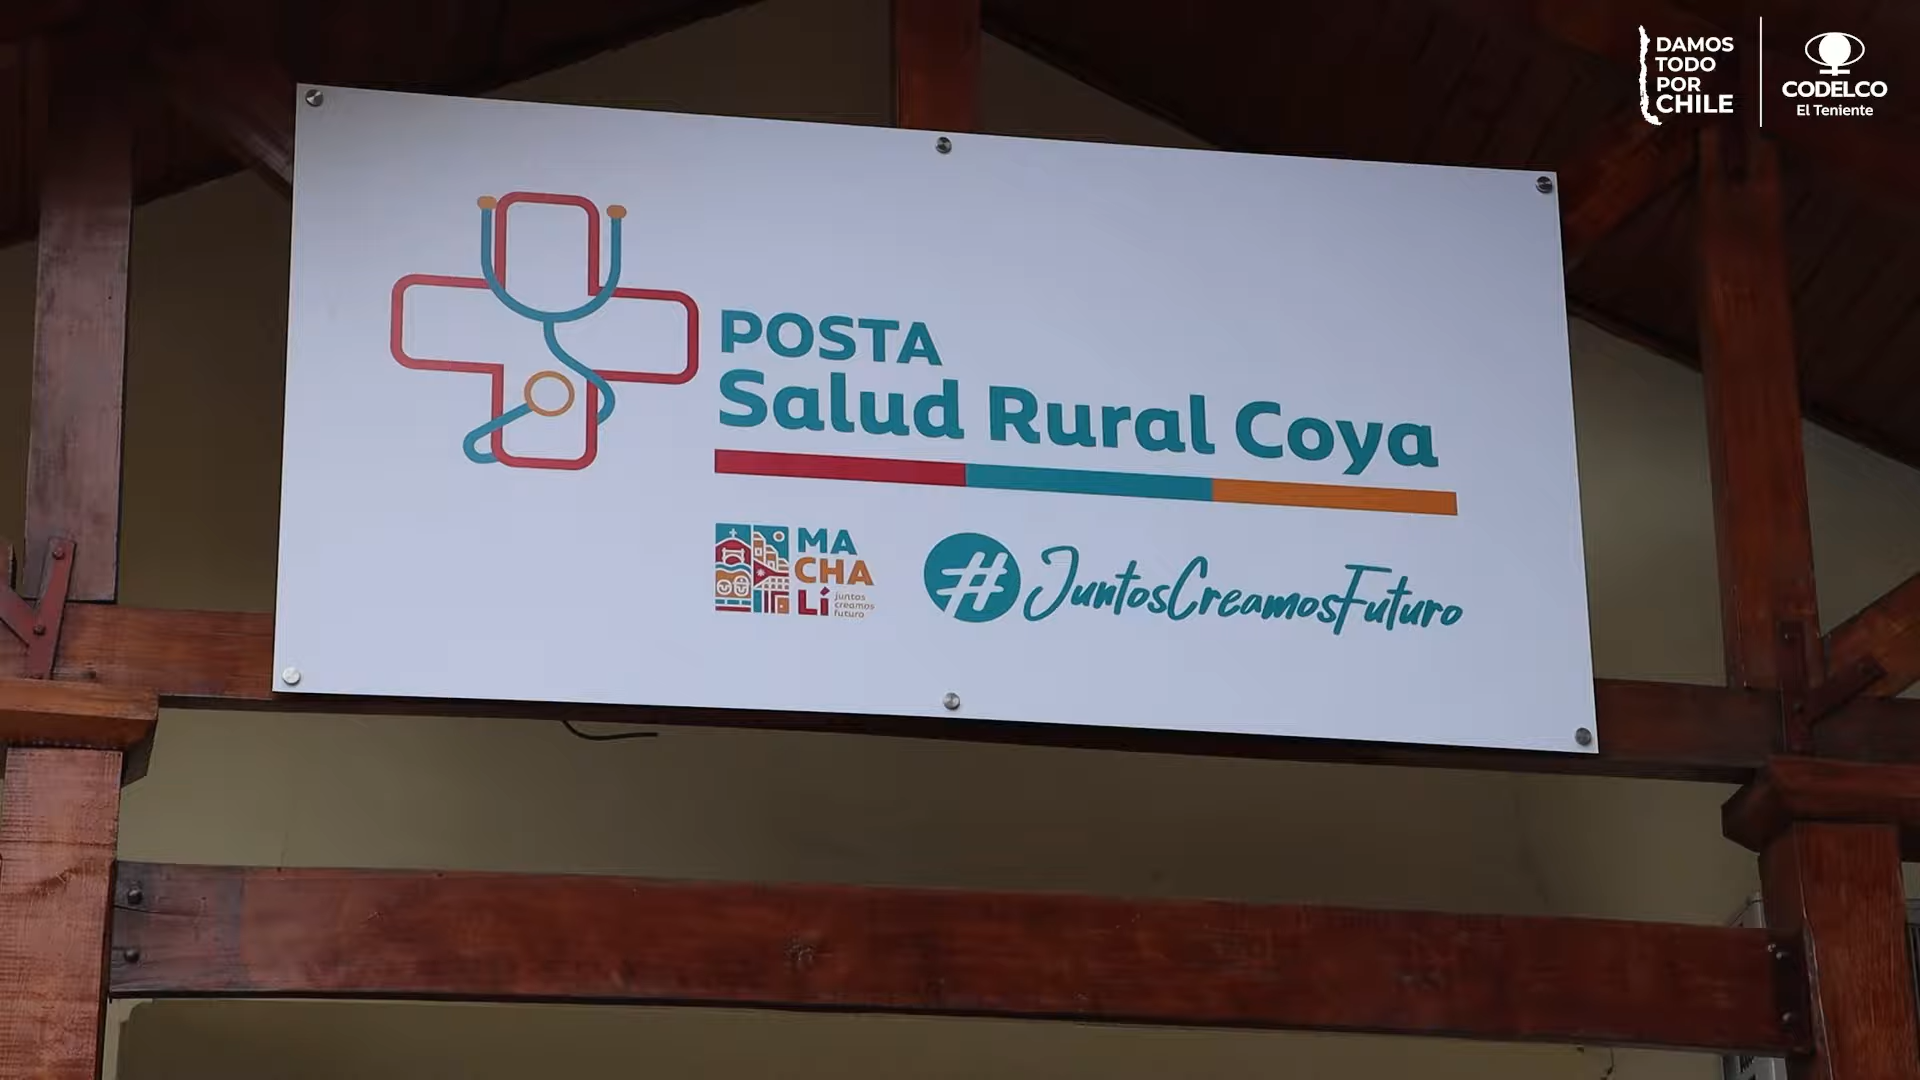 DAMOS
TODO
POR
CHILE
CODELCO
El Teniente
POSTA
Salud Rural Coya
MA
CHA
LÍ
juntos
creamos
futuro
#JuntosCreamosFuturo